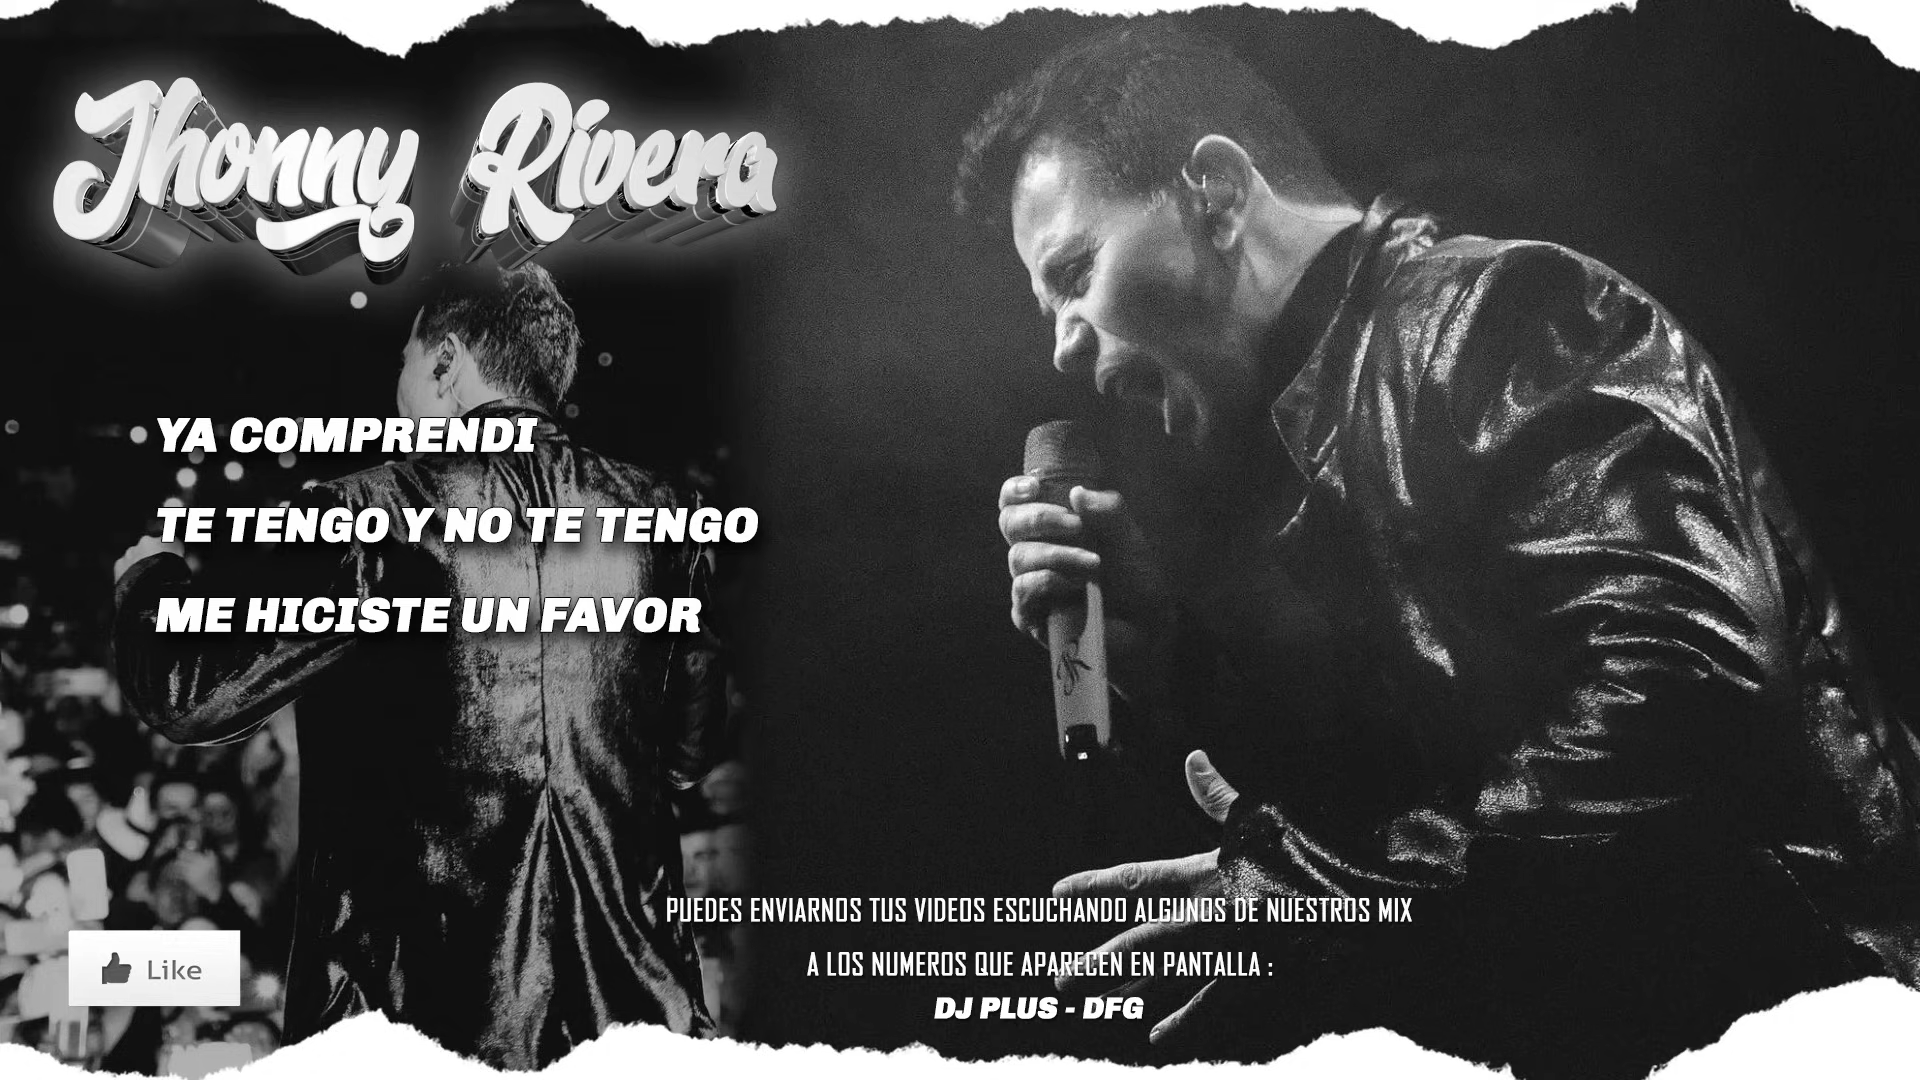 Jhonny Rivera
YA COMPRENDI
TE TENGO Y NO TE TENGO
ME HICISTE UN FAVOR
PUEDES ENVIARNOS TUS VIDEOS ESCUCHANDO ALGUNOS DE NUESTROS MIX
A LOS NUMEROS QUE APARECEN EN PANTALLA :
DJ PLUS - DFG
Like